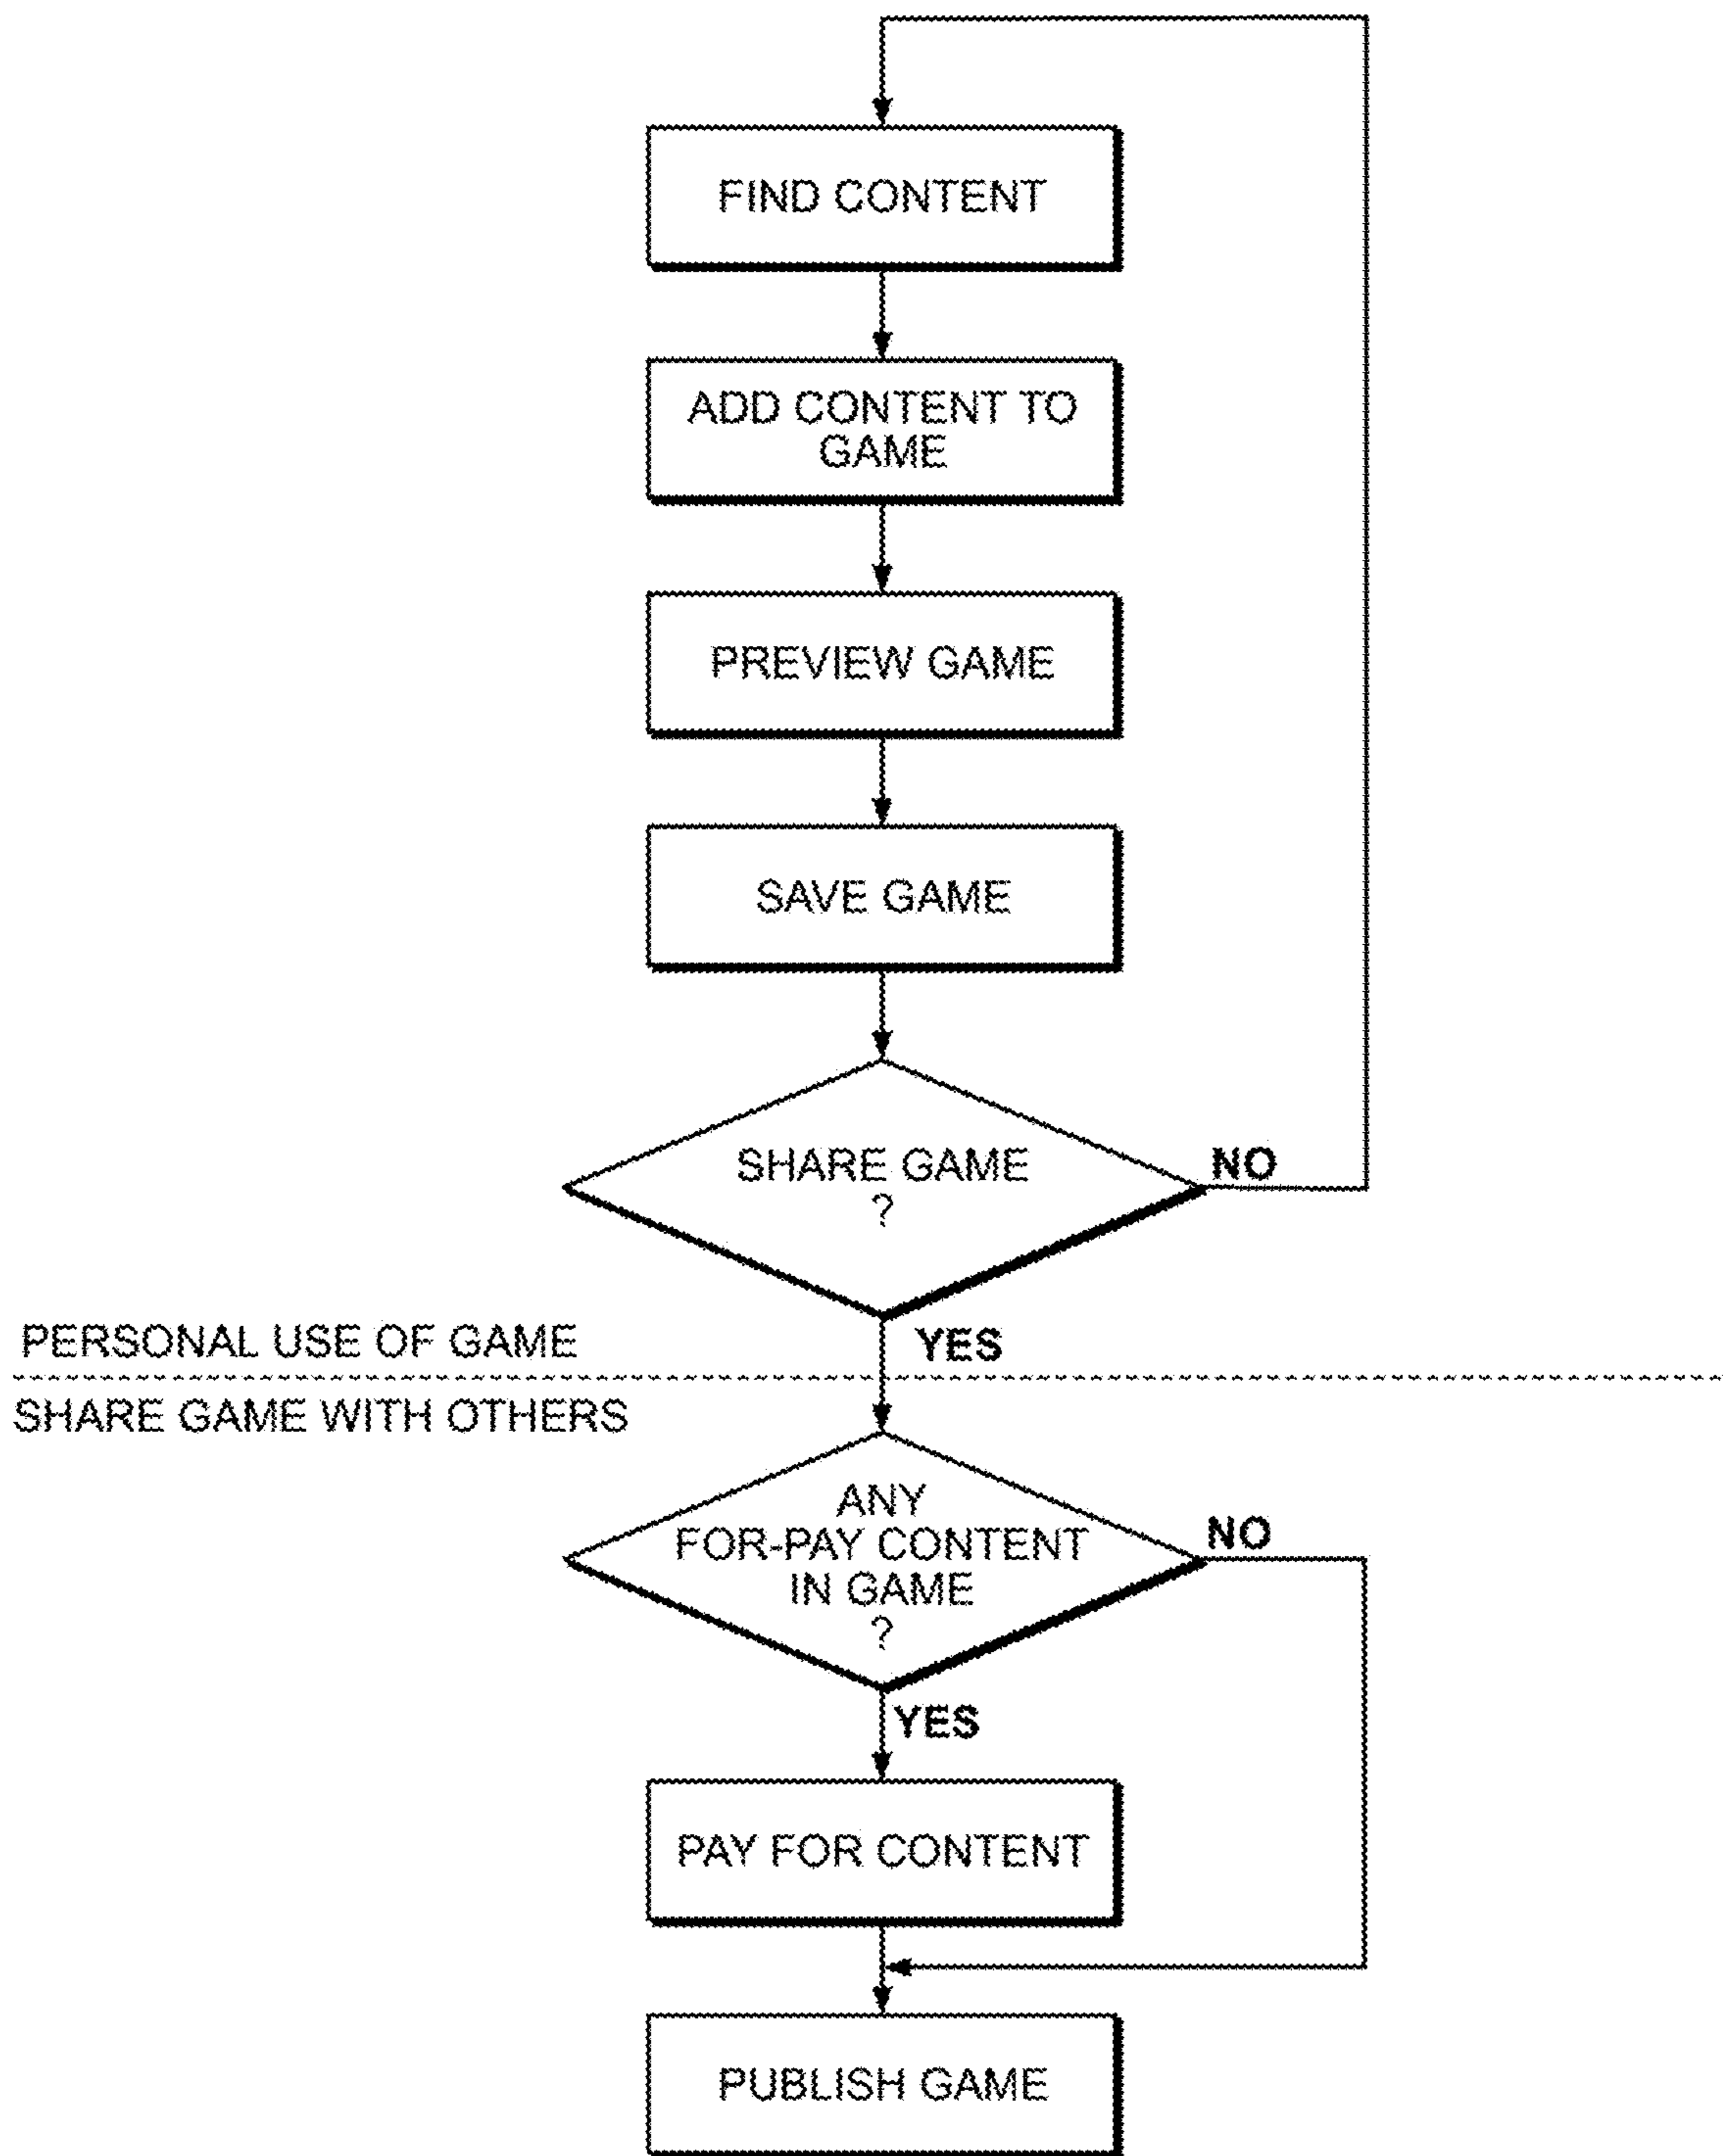 FIND CONTENT
ADD CONTENT TO
GAME
PREVIEW GAME
SAVE GAME
SHARE GAME
?
NO
PERSONAL USE OF GAME
YES
SHARE GAME WITH OTHERS
ANY
FOR-PAY CONTENT
IN GAME
?
NO
YES
PAY FOR CONTENT
PUBLISH GAME